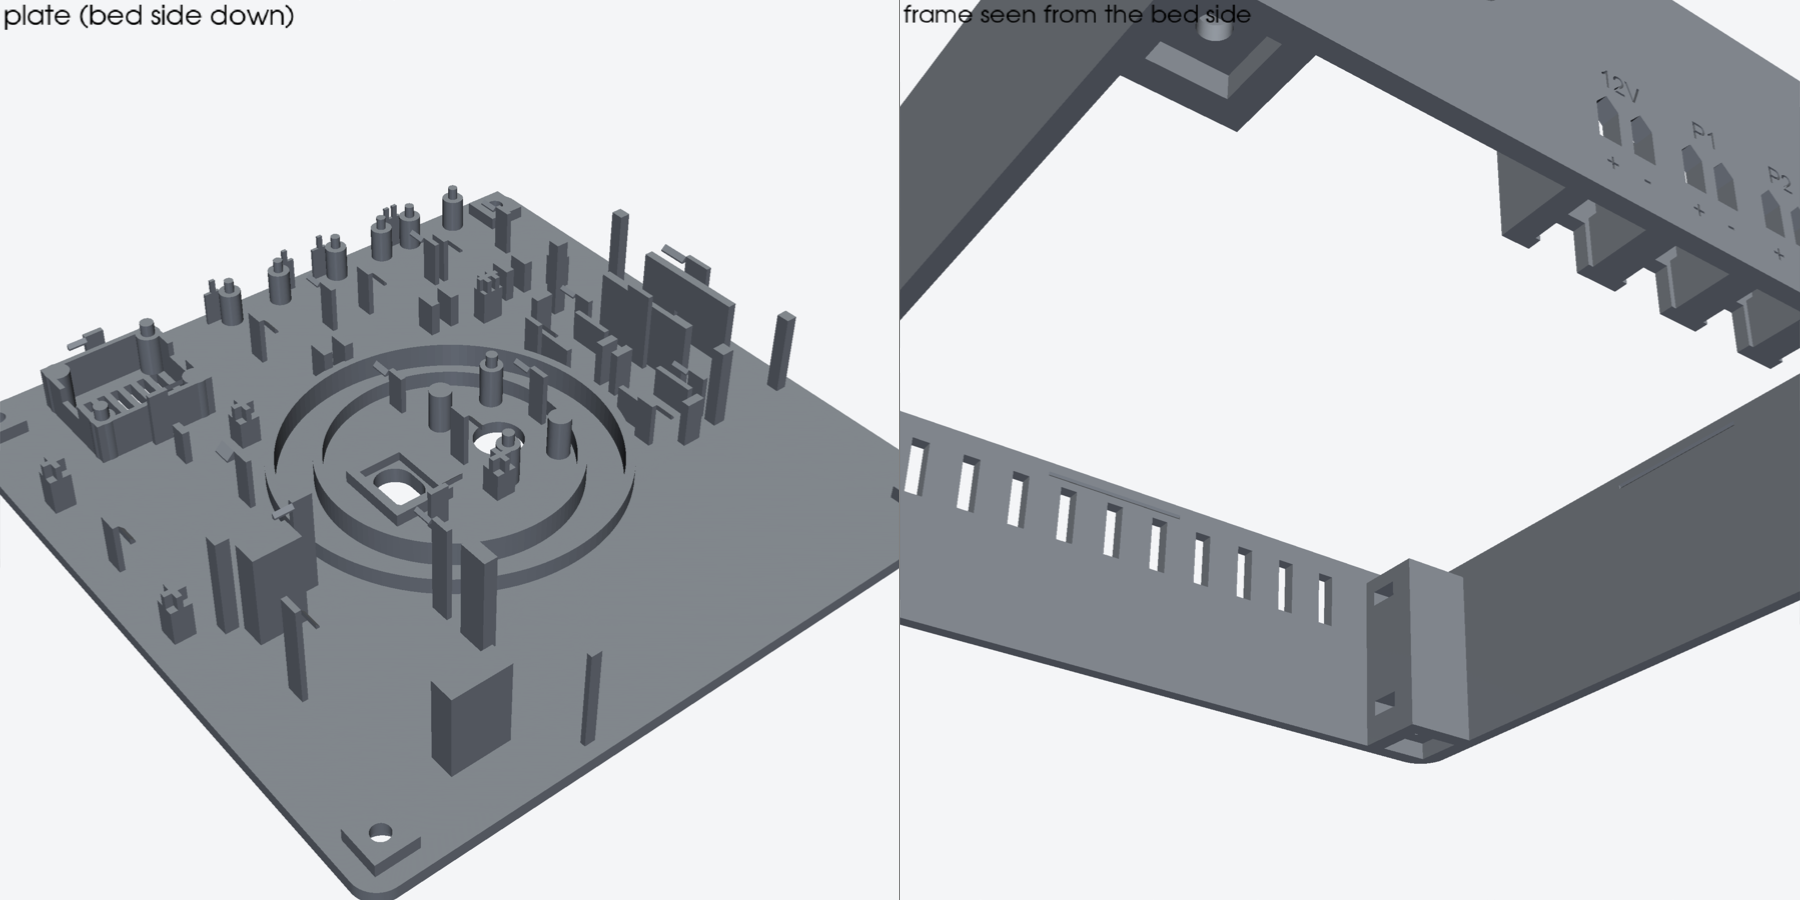 plate (bed side down)
frame seen from the bed side
12V
+ -
P1
+ -
P2
+